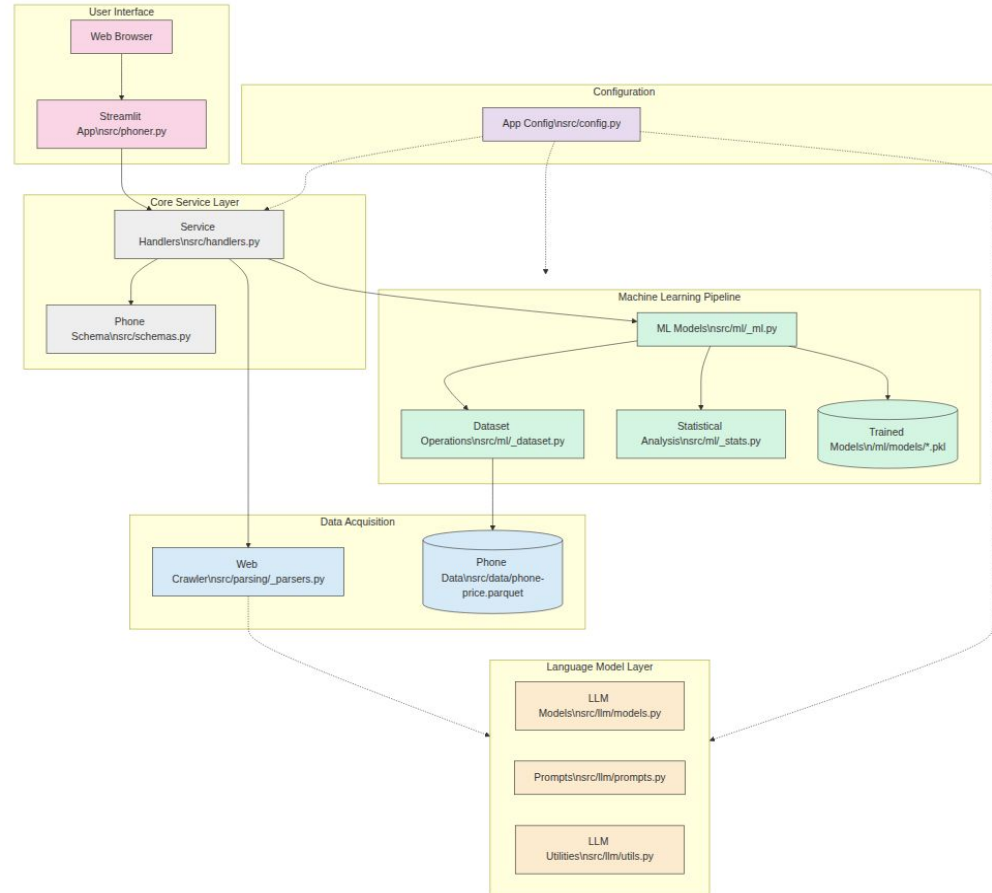 User Interface
Web Browser
Streamlit
App\nsrc/phoner.py
Configuration
App Config\nsrc/config.py
Core Service Layer
Service
Handlers\nsrc/handlers.py
Phone
Schema\nsrc/schemas.py
Machine Learning Pipeline
ML Models\nsrc/ml/_ml.py
Dataset
Operations\nsrc/ml/_dataset.py
Statistical
Analysis\nsrc/ml/_stats.py
Trained
Models\n/ml/models/*.pkl
Data Acquisition
Web
Crawler\nsrc/parsing/_parsers.py
Phone
Data\nsrc/data/phone-
price.parquet
Language Model Layer
LLM
Models\nsrc/llm/models.py
Prompts\nsrc/llm/prompts.py
LLM
Utilities\nsrc/llm/utils.py